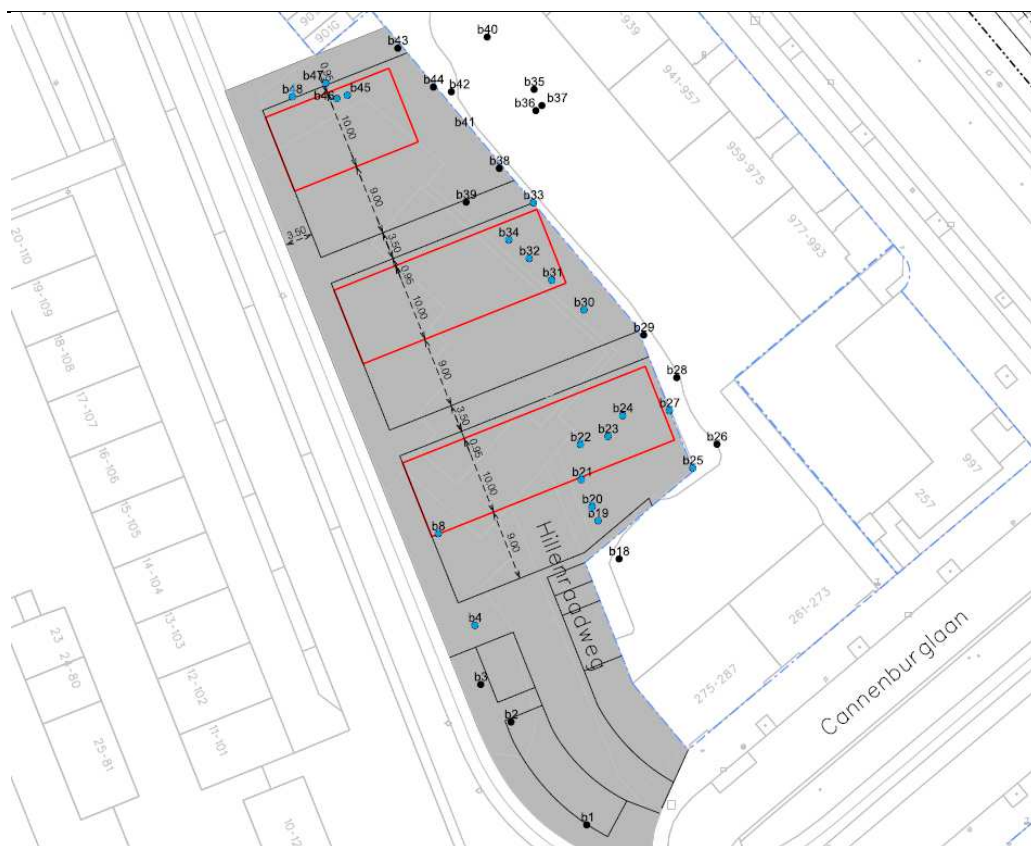 901
901G
-939
941-957
959-975
977-993
997
257
261-273
275-287
Cannenburglaan
Hillenraadweg
20-110
19-109
18-108
17-107
16-106
15-105
14-104
13-103
12-102
11-101
10-12
23
24-80
25-81
b40
b43
b44
b42
b41
b35
b36
b37
b38
b39
b33
b34
b32
b31
b30
b29
b28
b27
b26
b25
b24
b23
b22
b21
b20
b19
b18
b8
b4
b3
b2
b1
b47
b48
b46
b45
0.95
10.00
9.00
3.50
0.95
10.00
9.00
3.50
0.95
10.00
9.00
3.50